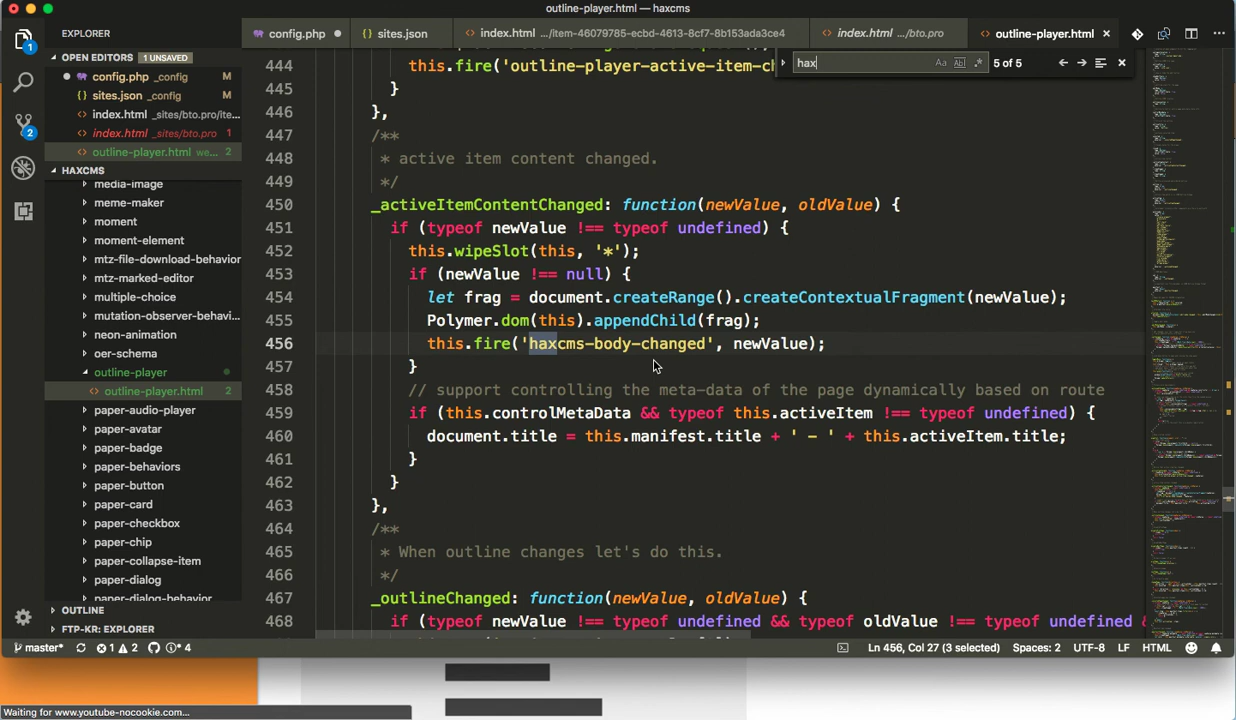 outline-player.html — haxcms
EXPLORER
config.php
{} sites.json
<> index.html .../item-46079785-ecbd-4613-8cf7-8b153ada3ce4
<> index.html .../bto.pro
<> outline-player.html ×
OPEN EDITORS 1 UNSAVED
config.php _config M
{} sites.json _config M
<> index.html _sites/bto.pro/ite...
<> index.html _sites/bto.pro 1
<> outline-player.html we... 2
HAXCMS
media-image
meme-maker
moment
moment-element
mtz-file-download-behavior
mtz-marked-editor
multiple-choice
mutation-observer-behavi...
neon-animation
oer-schema
outline-player
<> outline-player.html 2
paper-audio-player
paper-avatar
paper-badge
paper-behaviors
paper-button
paper-card
paper-checkbox
paper-chip
paper-collapse-item
paper-dialog
paper-dialog-behavior
OUTLINE
FTP-KR: EXPLORER
1
2
hax Aa Abl .* 5 of 5
444 this.fire('outline-player-active-item-ch
445 }
446 },
447 /**
448 * active item content changed.
449 */
450 _activeItemContentChanged: function(newValue, oldValue) {
451 if (typeof newValue !== typeof undefined) {
452 this.wipeSlot(this, '*');
453 if (newValue !== null) {
454 let frag = document.createRange().createContextualFragment(newValue);
455 Polymer.dom(this).appendChild(frag);
456 this.fire('haxcms-body-changed', newValue);
457 }
458 // support controlling the meta-data of the page dynamically based on route
459 if (this.controlMetaData && typeof this.activeItem !== typeof undefined) {
460 document.title = this.manifest.title + ' - ' + this.activeItem.title;
461 }
462 }
463 },
464 /**
465 * When outline changes let's do this.
466 */
467 _outlineChanged: function(newValue, oldValue) {
468 if (typeof newValue !== typeof undefined && typeof oldValue !== typeof undefined &
master* 1 2 4
Ln 456, Col 27 (3 selected) Spaces: 2 UTF-8 LF HTML
Waiting for www.youtube-nocookie.com...